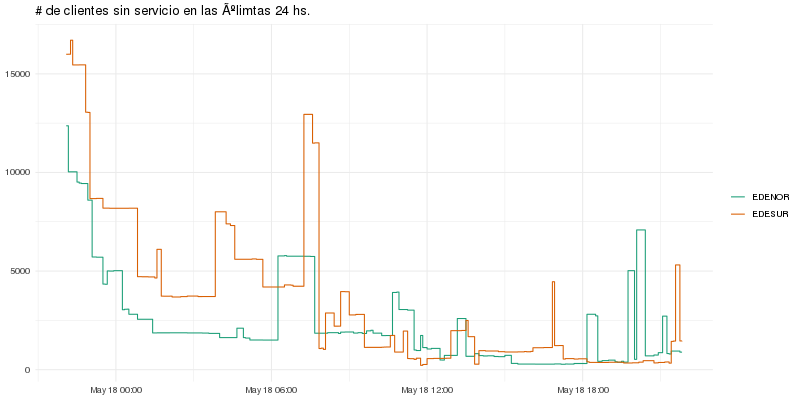 # de clientes sin servicio en las Ãºlimtas 24 hs.
15000
10000
5000
0
May 18 00:00
May 18 06:00
May 18 12:00
May 18 18:00
EDENOR
EDESUR